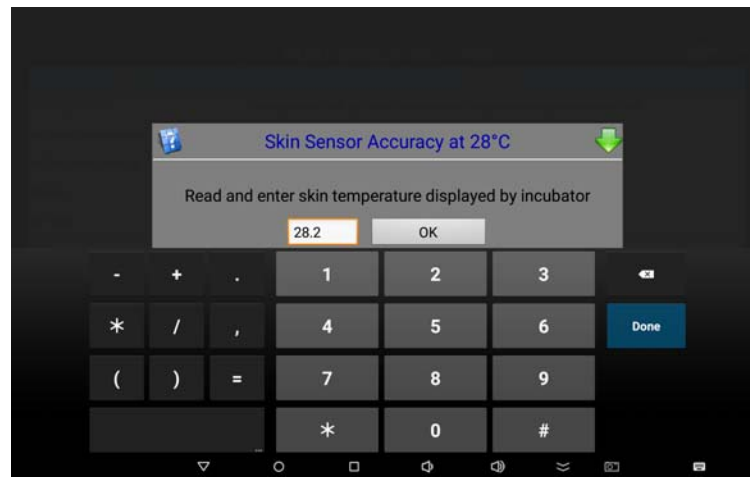 Skin Sensor Accuracy at 28°C
Read and enter skin temperature displayed by incubator
28.2 OK
- + . 1 2 3
* / , 4 5 6 Done
( ) = 7 8 9
* 0 #